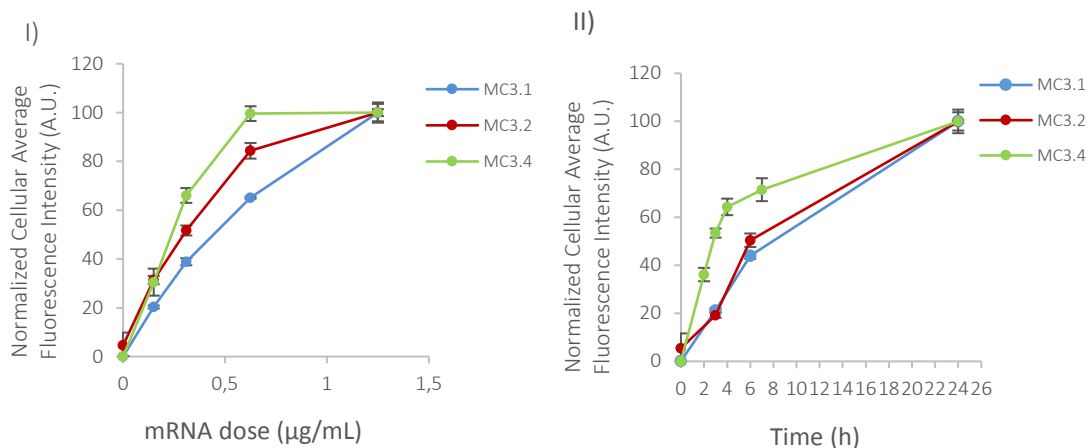 I)
Normalized Cellular Average
Fluorescence Intensity (A.U.)
120
100
80
60
40
20
0
0
0,5
1
1,5
mRNA dose (µg/mL)
MC3.1
MC3.2
MC3.4
II)
Normalized Cellular Average
Fluorescence Intensity (A.U.)
120
100
80
60
40
20
0
0 2 4 6 8 10 12 14 16 18 20 22 24 26
Time (h)
MC3.1
MC3.2
MC3.4